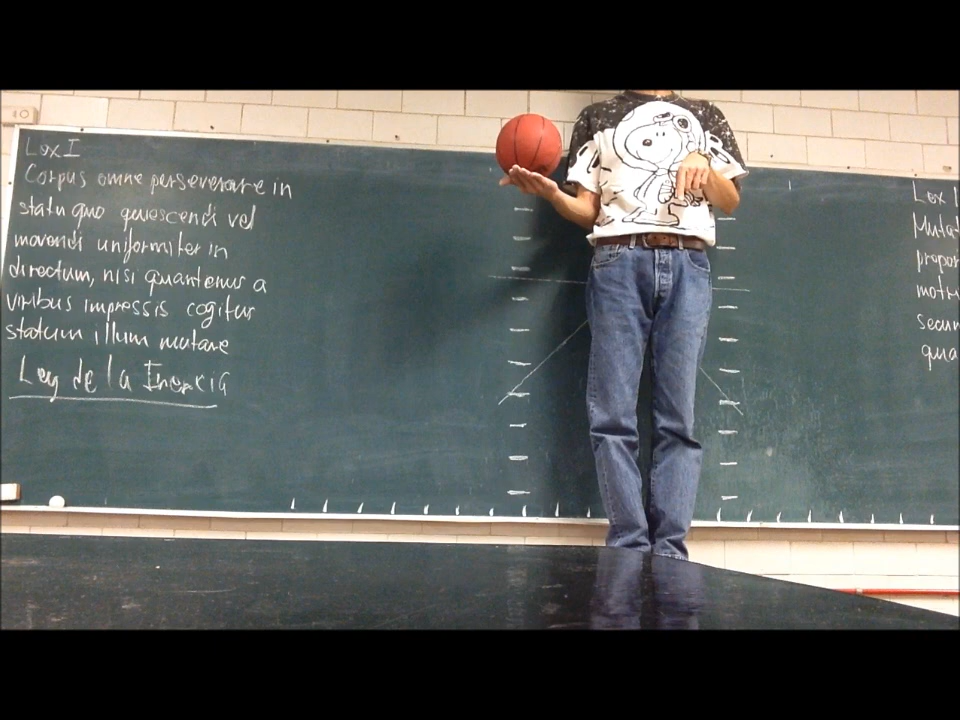 Lex I
Corpus omne perseverare in
statu quo quiescendi vel
movendi uniformiter in
directum, nisi quantenus a
viribus impressis cogitur
statum illum mutare
Ley de la Inercia
Lex I
Mutat
propor
motri
secun
qua